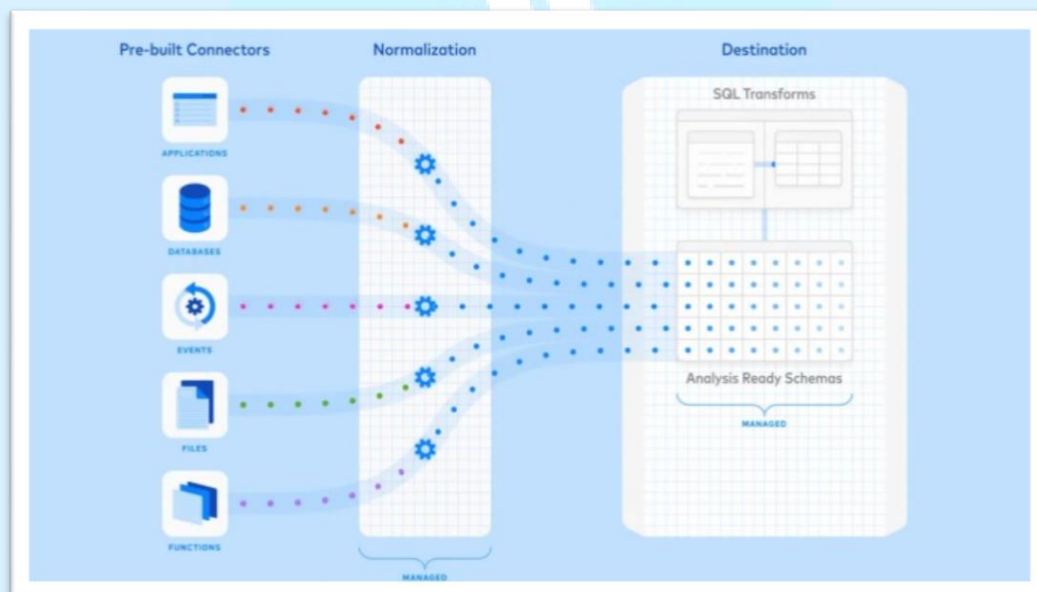 Pre-built Connectors
Normalization
Destination
APPLICATIONS
DATABASES
EVENTS
FILES
FUNCTIONS
MANAGED
SQL Transforms
Analysis Ready Schemas
MANAGED